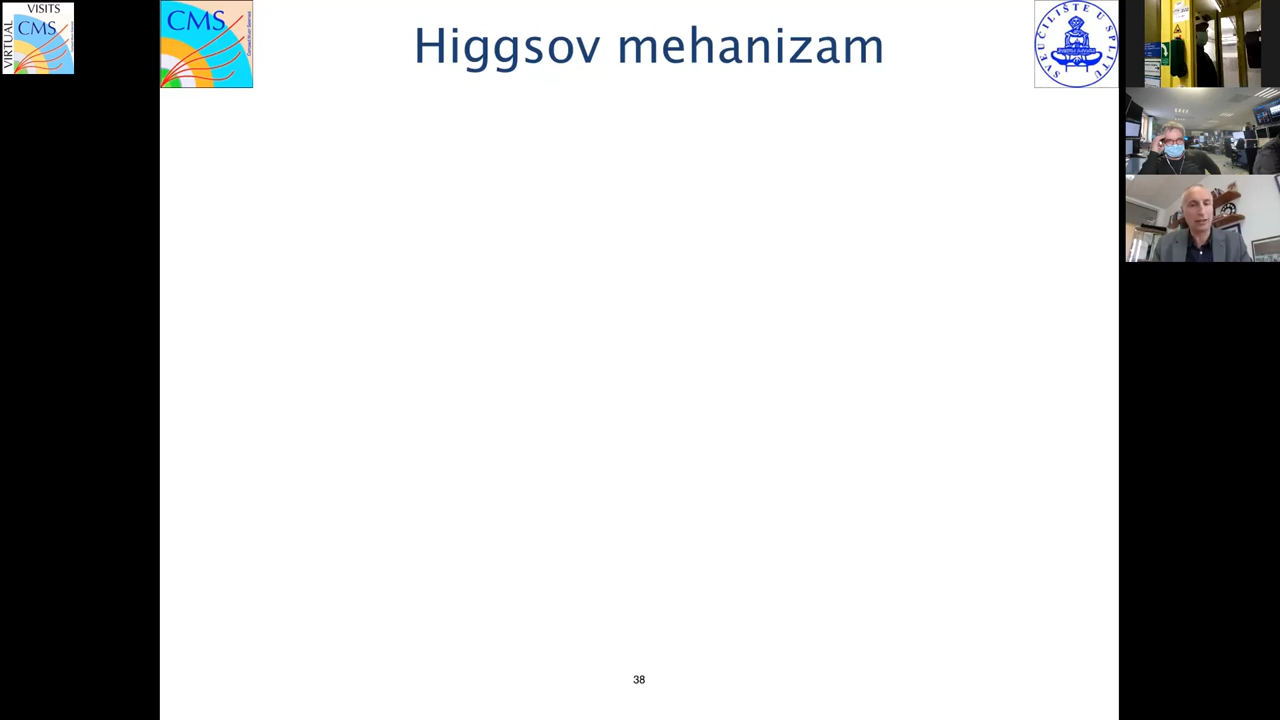 VISITS
VIRTUAL
CMS
CMS
Higgsov mehanizam
SVEUČILIŠTE U SPLITU
38